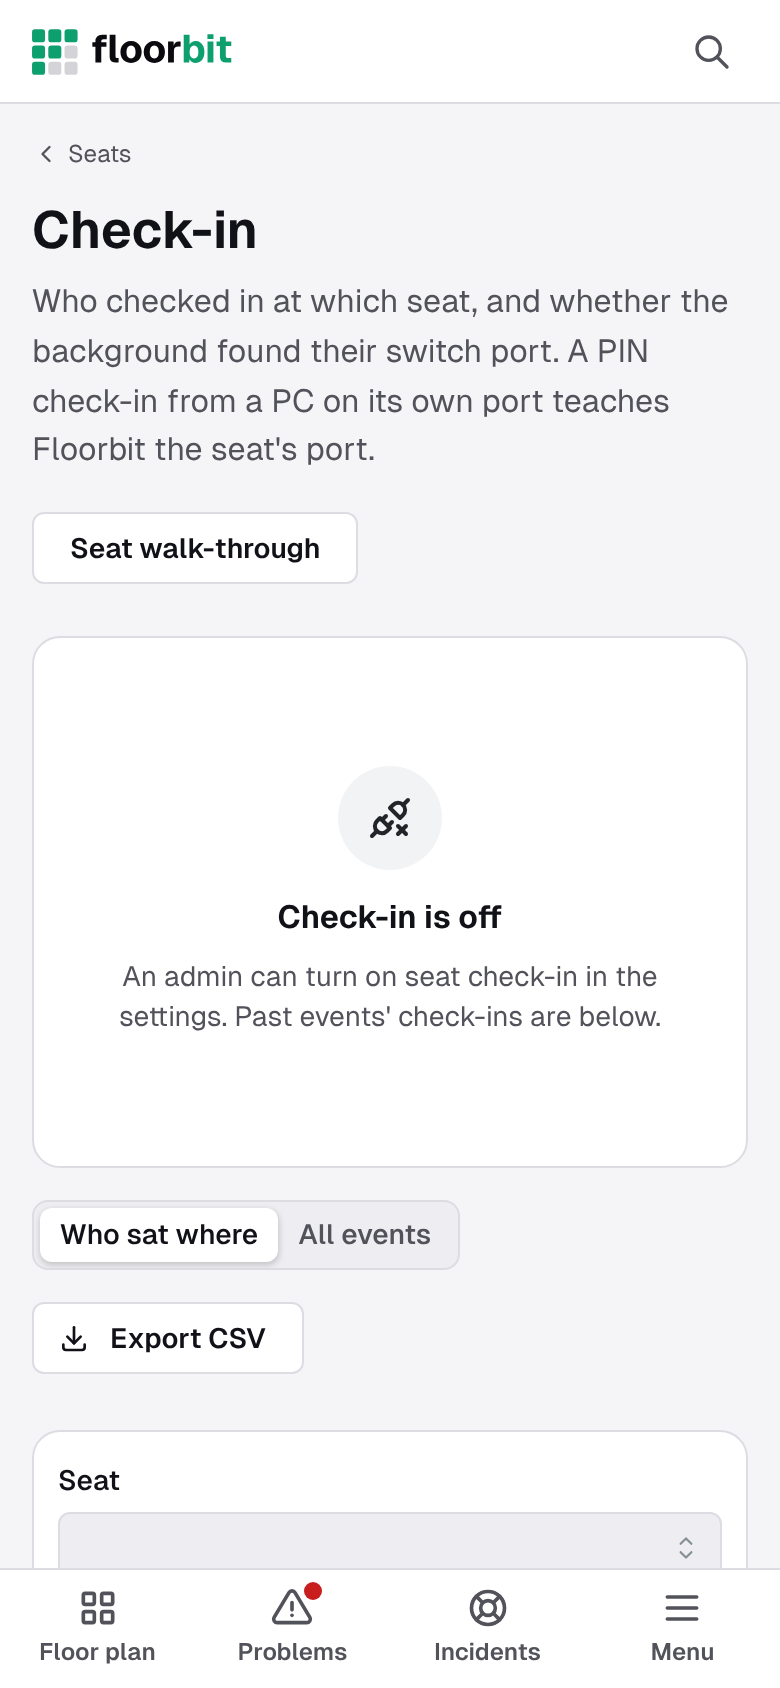 floorbit
Seats
Check-in
Who checked in at which seat, and whether the
background found their switch port. A PIN
check-in from a PC on its own port teaches
Floorbit the seat's port.
Seat walk-through
Check-in is off
An admin can turn on seat check-in in the
settings. Past events' check-ins are below.
Who sat where All events
Export CSV
Seat
Floor plan Problems Incidents Menu